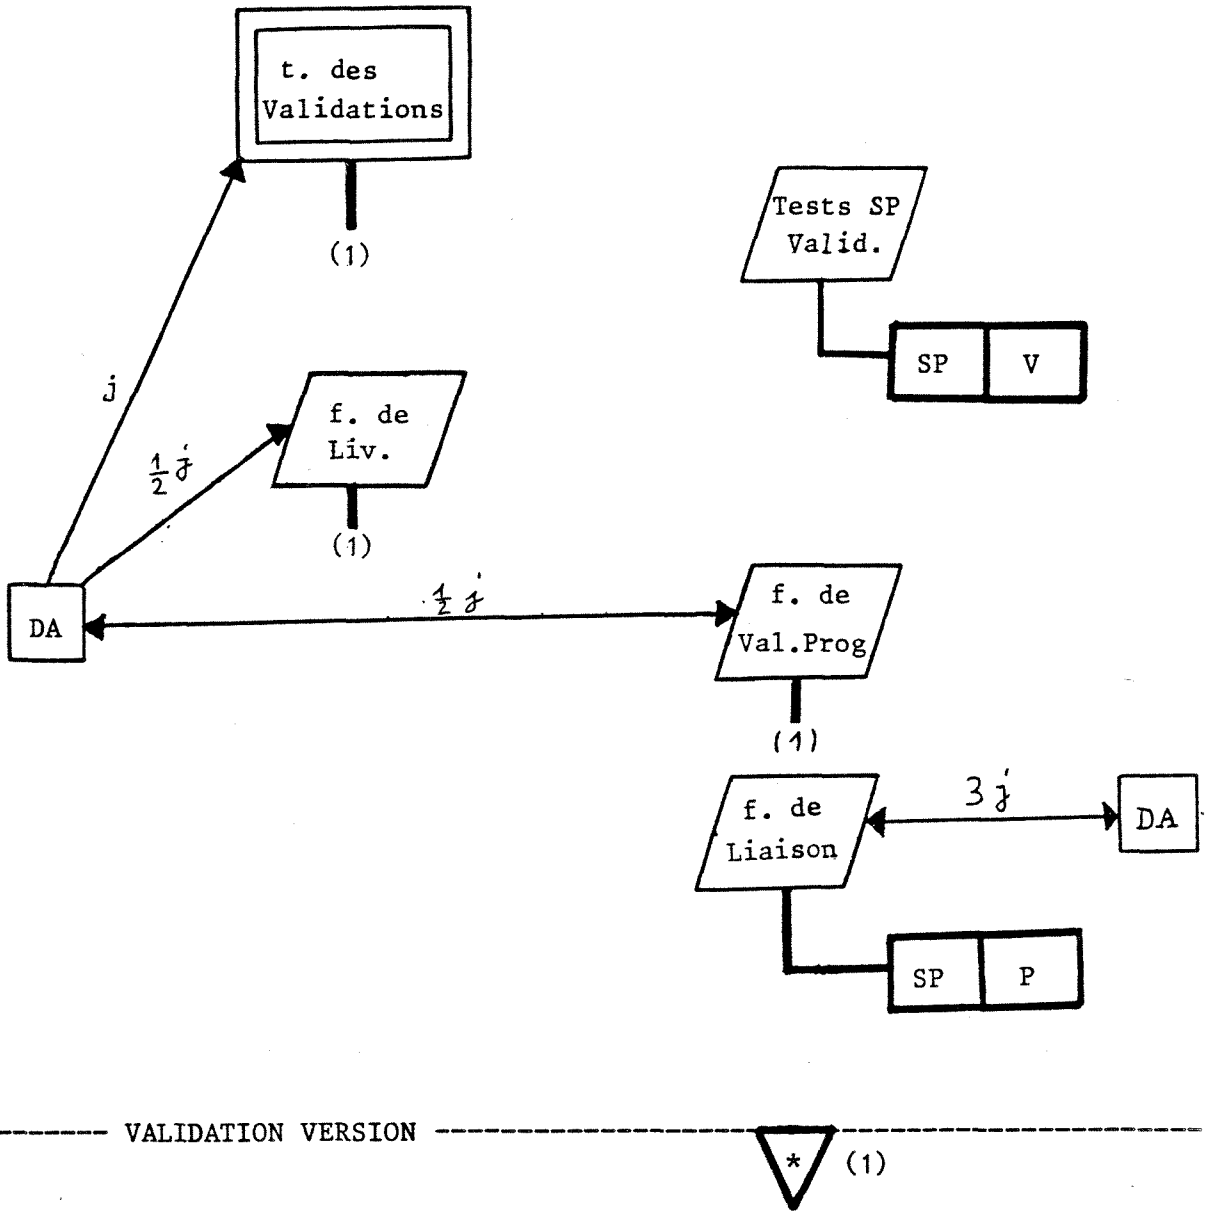 t. des
Validations
(1)
Tests SP
Valid.
SP V
j
f. de
Liv.
½ j
(1)
½ j
DA
f. de
Val.Prog
(1)
f. de
Liaison
3 j
DA
SP P
VALIDATION VERSION
* (1)